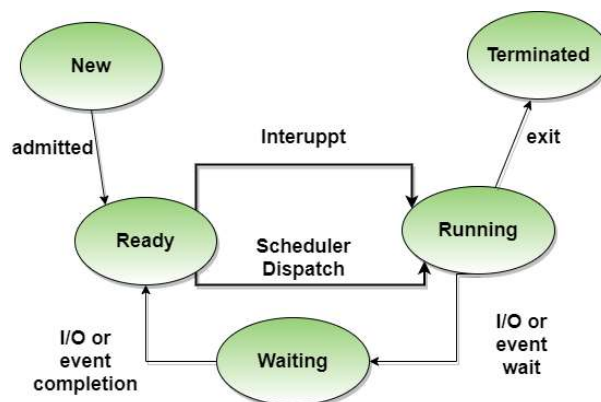 New
Terminated
admitted
Interuppt
exit
Ready
Running
Scheduler
Dispatch
I/O or
event
completion
Waiting
I/O or
event
wait